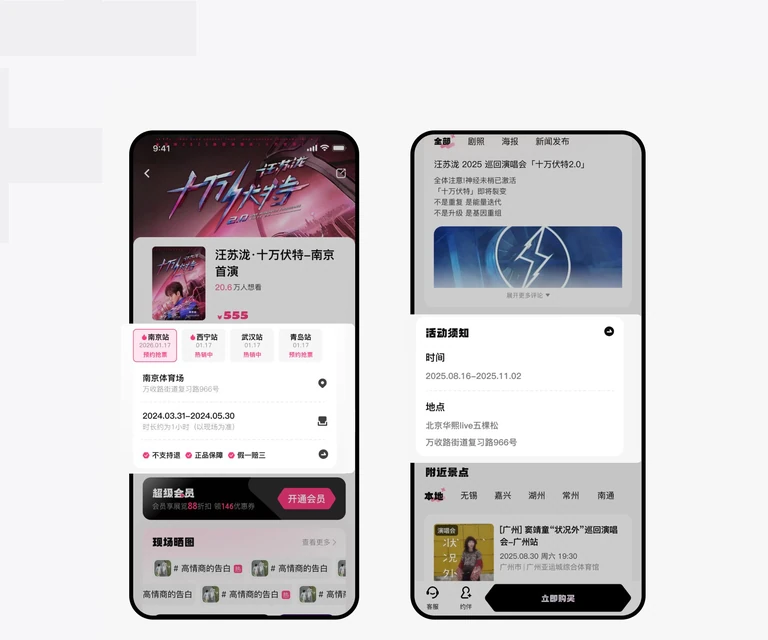 9:41
汪苏泷
十万伏特
2.0
汪苏泷·十万伏特-南京
首演
20.6万人想看
¥555
南京站
2026.01.17
预约抢票
西宁站
01.17
热销中
武汉站
01.17
热销中
青岛站
01.17
预约抢票
南京体育场
万收路街道复习路966号
2024.03.31-2024.05.30
时长约为1小时（以现场为准）
不支持退 正品保障 假一赔三
超级会员
会员享展览88折扣 领146优惠券
开通会员
现场晒图
查看更多 >
# 高情商的告白 热 # 高情商的告白
高情商的告白 # 高情商的告白 热 # 高情
全部 剧照 海报 新闻发布
汪苏泷 2025 巡回演唱会「十万伏特2.0」
全体注意!神经末梢已激活
「十万伏特」即将裂变
不是重复 是能量迭代
不是升级 是基因重组
展开更多评论
活动须知
时间
2025.08.16-2025.11.02
地点
北京华熙live五棵松
万收路街道复习路966号
附近景点
本地 无锡 嘉兴 湖州 常州 南通
演唱会
状况外
[广州] 窦靖童“状况外”巡回演唱
会-广州站
2025.08.30 周六 19:30
广州市 | 广州亚运城综合体育馆
客服
约伴
立即购买